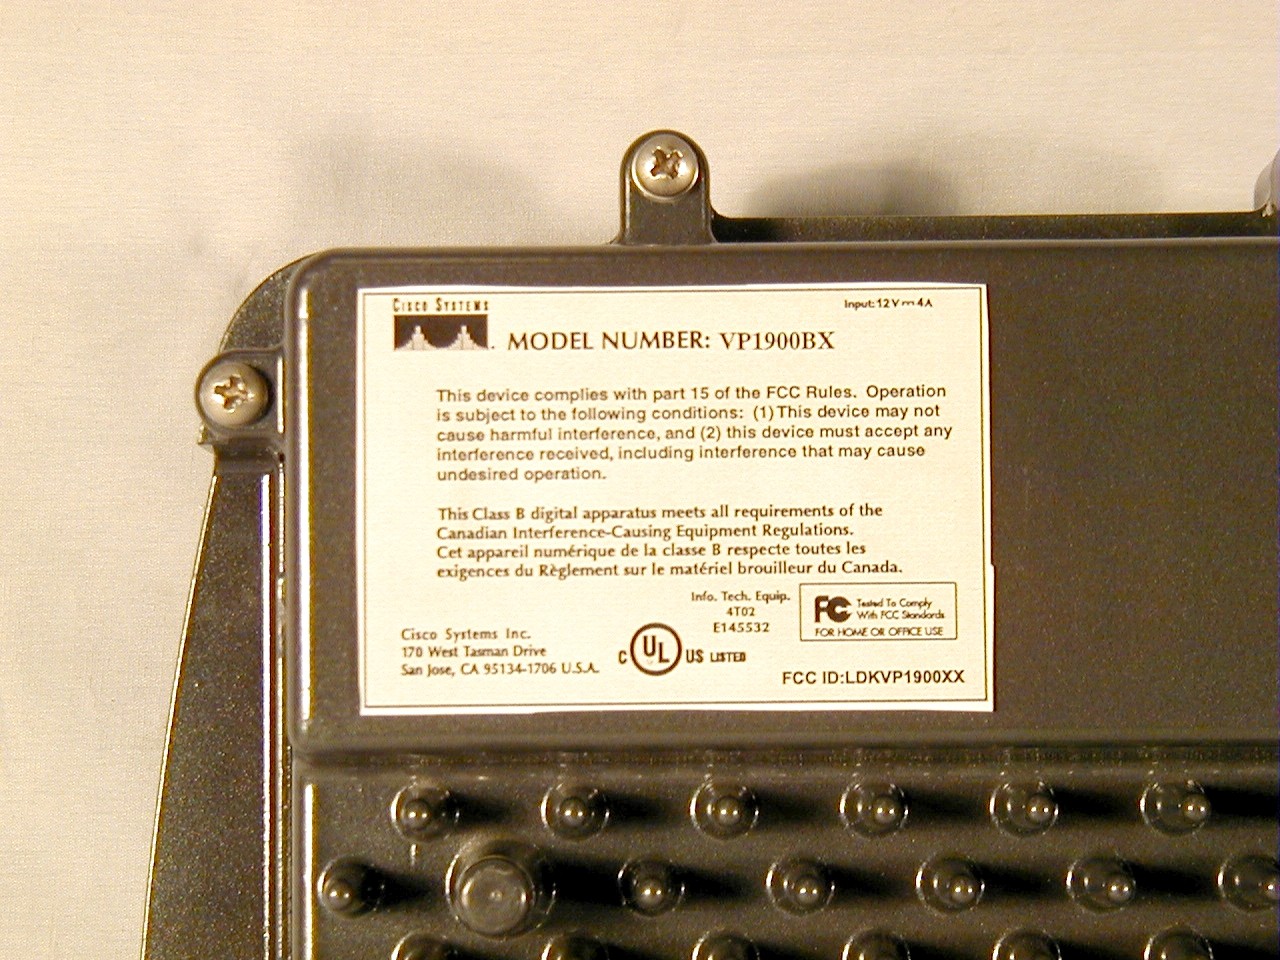 CISCO SYSTEMS
Input: 12V⎓4A
MODEL NUMBER: VP1900BX
This device complies with part 15 of the FCC Rules. Operation
is subject to the following conditions: (1) This device may not
cause harmful interference, and (2) this device must accept any
interference received, including interference that may cause
undesired operation.
This Class B digital apparatus meets all requirements of the
Canadian Interference-Causing Equipment Regulations.
Cet appareil numérique de la classe B respecte toutes les
exigences du Règlement sur le matériel brouilleur du Canada.
Info. Tech. Equip.
4T02
E145532
FC Tested To Comply
With FCC Standards
FOR HOME OR OFFICE USE
Cisco Systems Inc.
170 West Tasman Drive
San Jose, CA 95134-1706 U.S.A.
C UL US LISTED
FCC ID:LDKVP1900XX